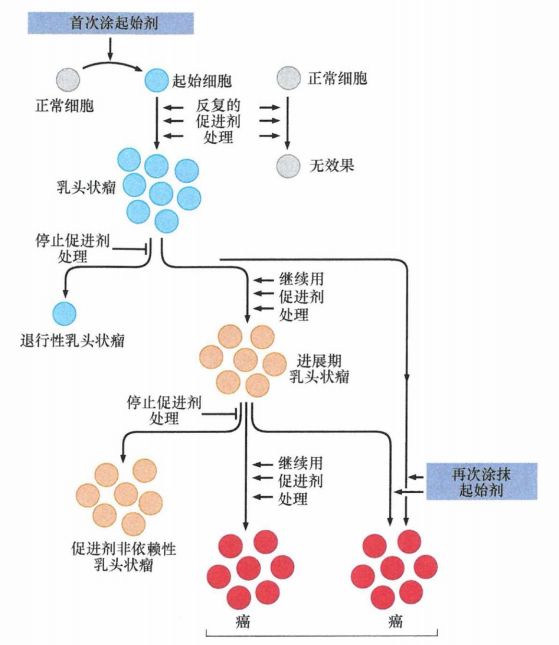 首次涂起始剂
正常细胞
起始细胞
正常细胞
反复的
促进剂
处理
无效果
乳头状瘤
停止促进剂
处理
退行性乳头状瘤
继续用
促进剂
处理
进展期
乳头状瘤
停止促进剂
处理
继续用
促进剂
处理
再次涂抹
起始剂
促进剂非依赖性
乳头状瘤
癌
癌